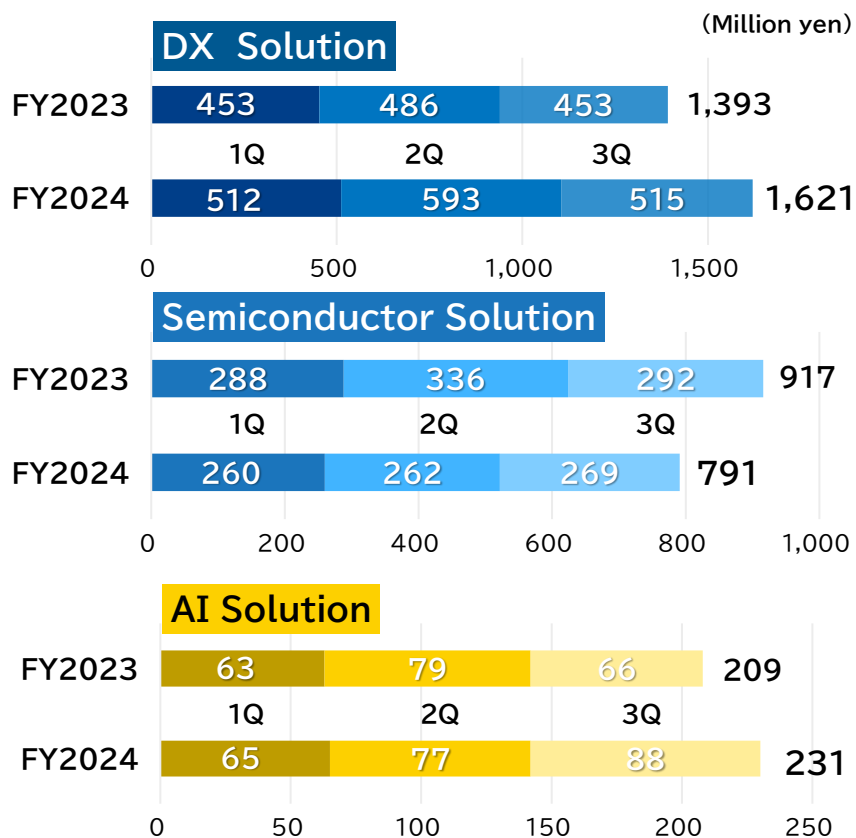 (Million yen)
DX Solution
FY2023 453 486 453 1,393
1Q 2Q 3Q
FY2024 512 593 515 1,621
0 500 1,000 1,500
Semiconductor Solution
FY2023 288 336 292 917
1Q 2Q 3Q
FY2024 260 262 269 791
0 200 400 600 800 1,000
AI Solution
FY2023 63 79 66 209
1Q 2Q 3Q
FY2024 65 77 88 231
0 50 100 150 200 250